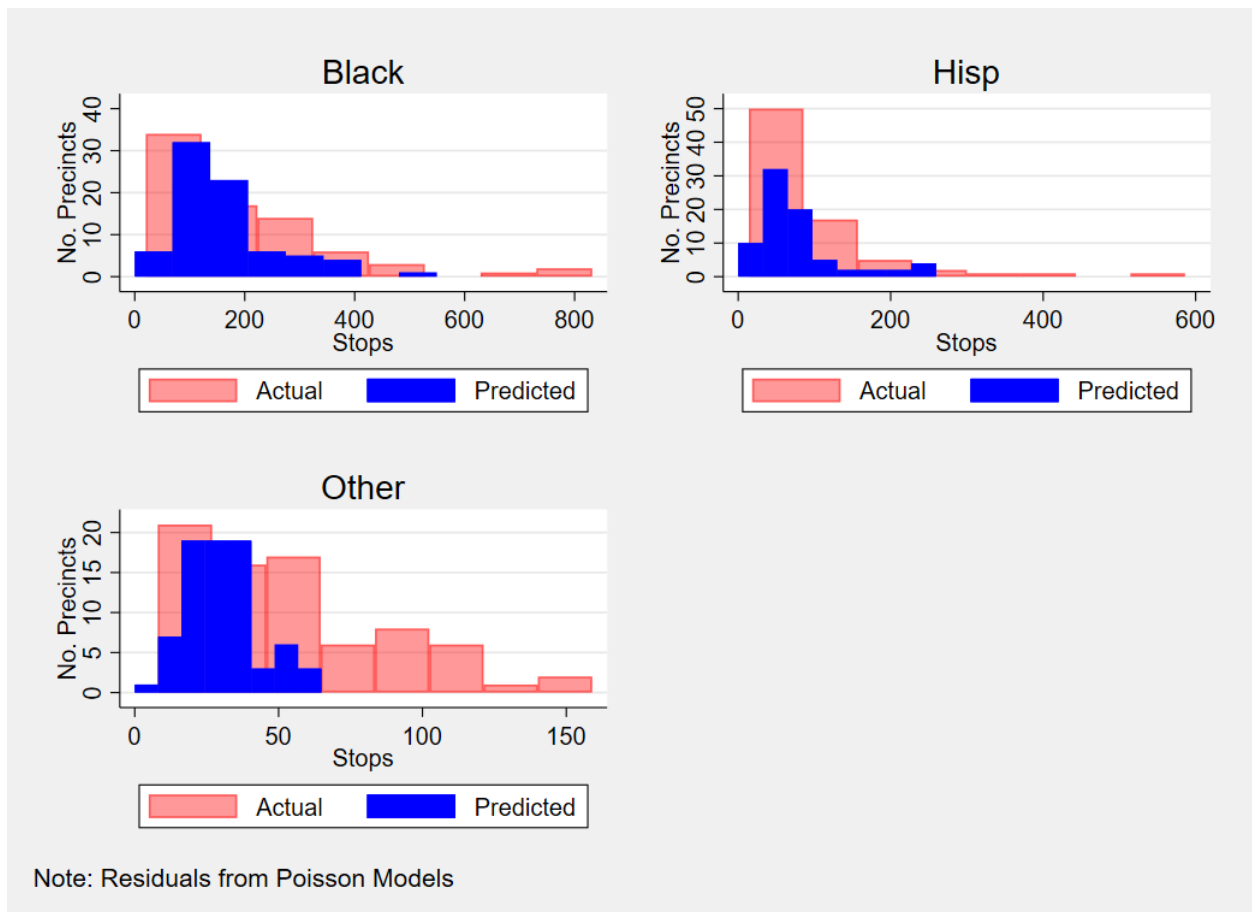 Black
No. Precincts
0 10 20 30 40
0 200 400 600 800
Stops
Actual Predicted
Hisp
No. Precincts
0 10 20 30 40 50
0 200 400 600
Stops
Actual Predicted
Other
No. Precincts
0 5 10 15 20
0 50 100 150
Stops
Actual Predicted
Note: Residuals from Poisson Models